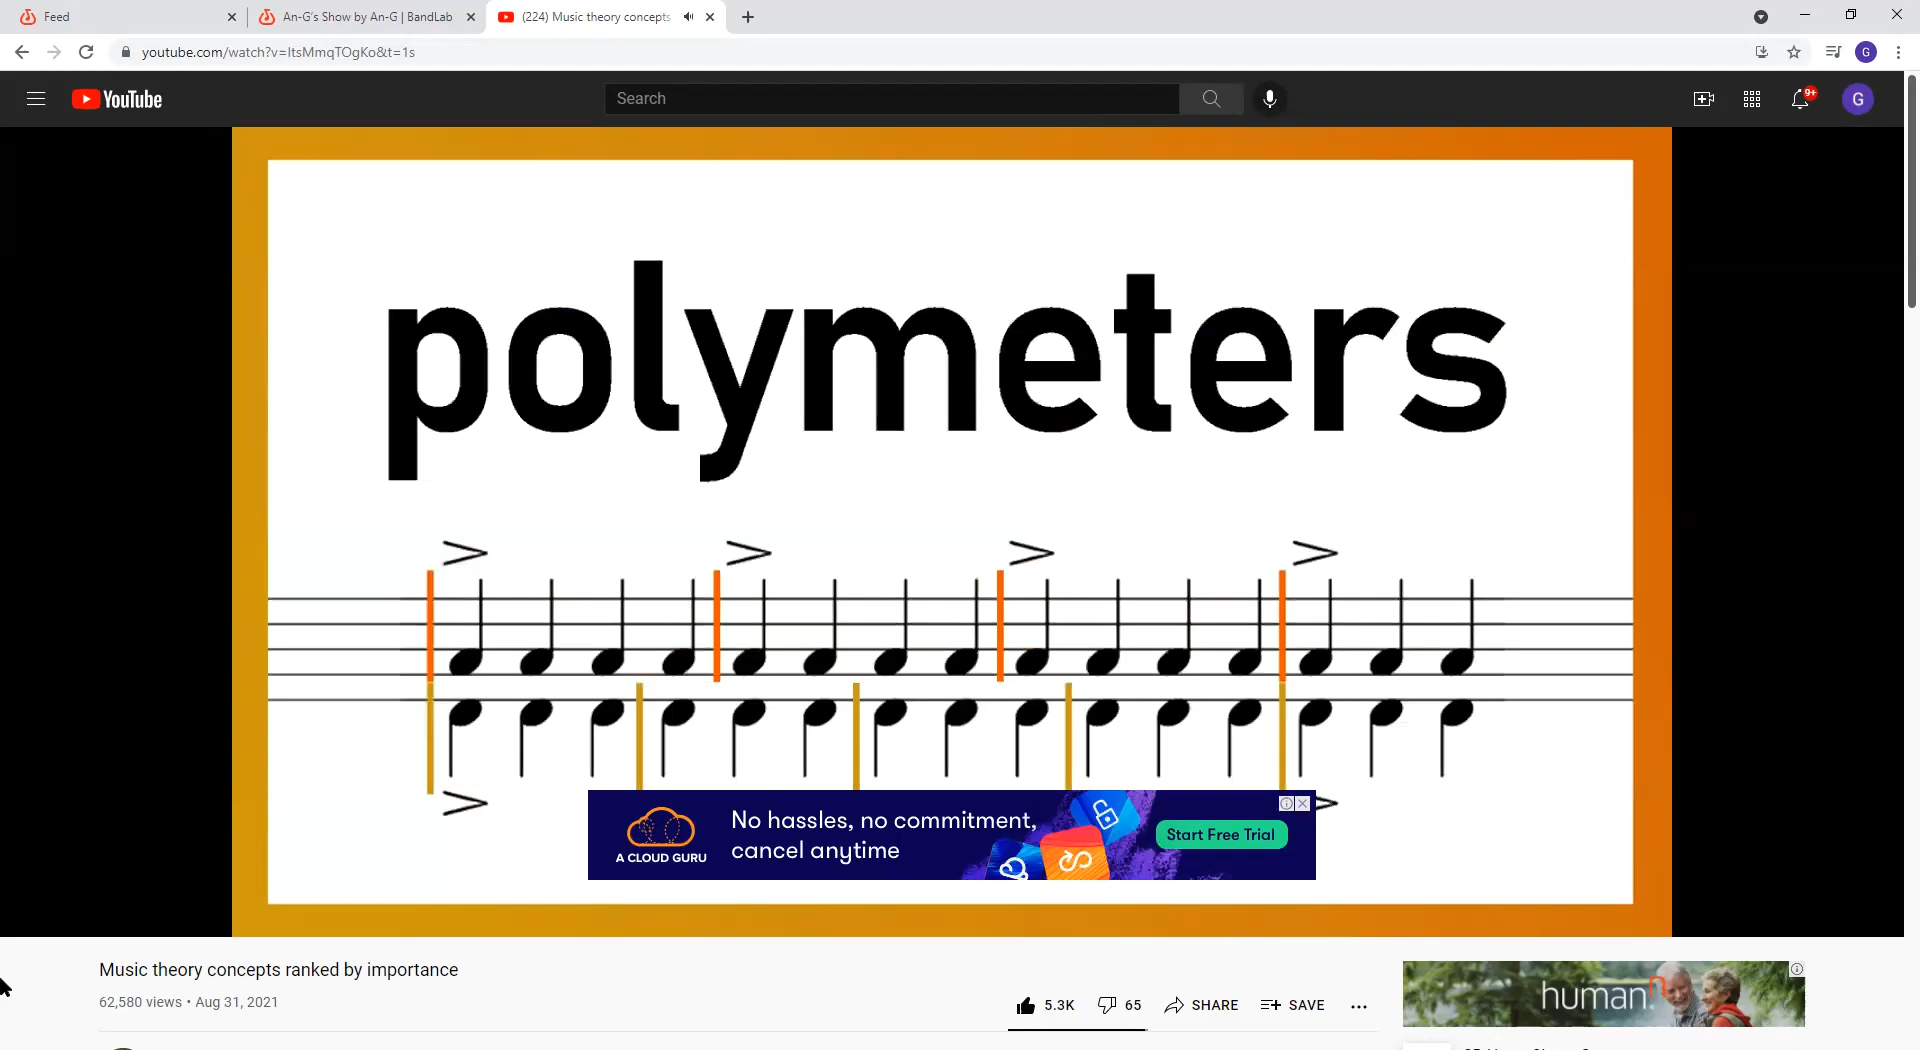 Feed
An-G's Show by An-G | BandLab
(224) Music theory concepts
youtube.com/watch?v=ItsMmqTOgKo&t=1s
G
YouTube
Search
9+
G
polymeters
A CLOUD GURU
No hassles, no commitment,
cancel anytime
Start Free Trial
Music theory concepts ranked by importance
62,580 views • Aug 31, 2021
5.3K
65
SHARE
SAVE
humann